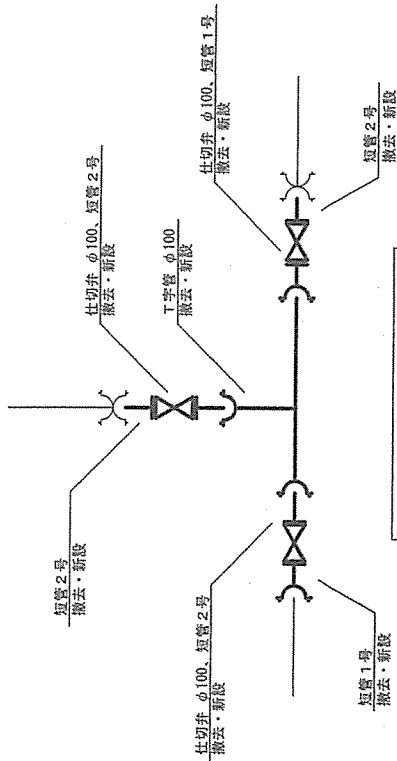 仕切弁 φ100、短管1号
撤去・新設
仕切弁 φ100、短管2号
撤去・新設
T字管 φ100
撤去・新設
短管2号
撤去・新設
短管2号
撤去・新設
仕切弁 φ100、短管2号
撤去・新設
短管1号
撤去・新設